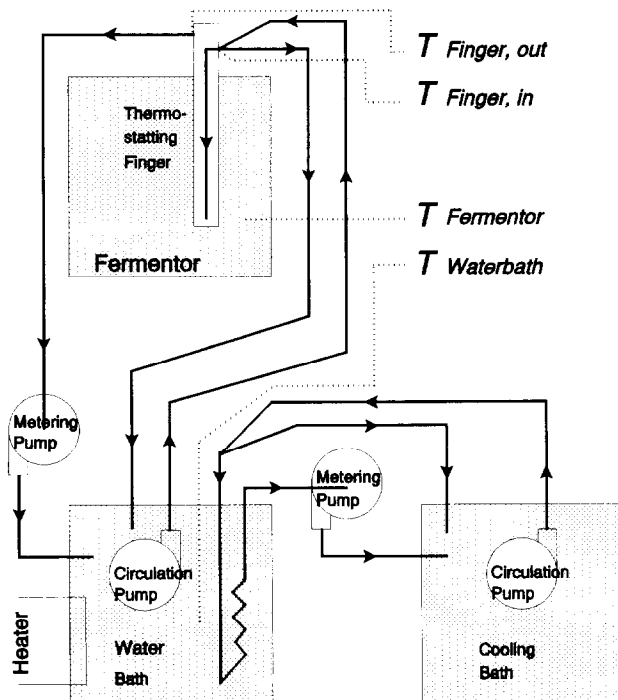 T Finger, out
T Finger, in
Thermo-
statting
Finger
T Fermentor
Fermentor
T Waterbath
Metering
Pump
Metering
Pump
Circulation
Pump
Circulation
Pump
Heater
Water
Bath
Cooling
Bath